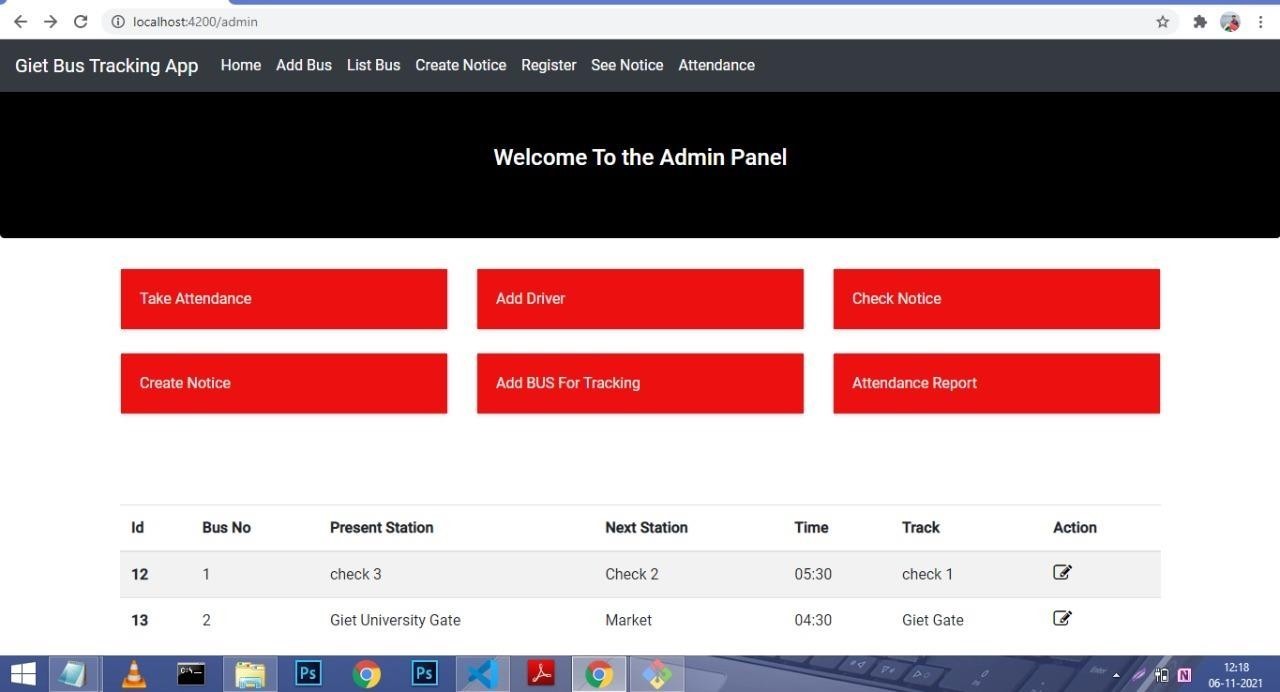 localhost:4200/admin
Giet Bus Tracking App Home Add Bus List Bus Create Notice Register See Notice Attendance
Welcome To the Admin Panel
Take Attendance Add Driver Check Notice
Create Notice Add BUS For Tracking Attendance Report
Id Bus No Present Station Next Station Time Track Action
12 1 check 3 Check 2 05:30 check 1
13 2 Giet University Gate Market 04:30 Giet Gate
Ps Ps N 12:18
06-11-2021